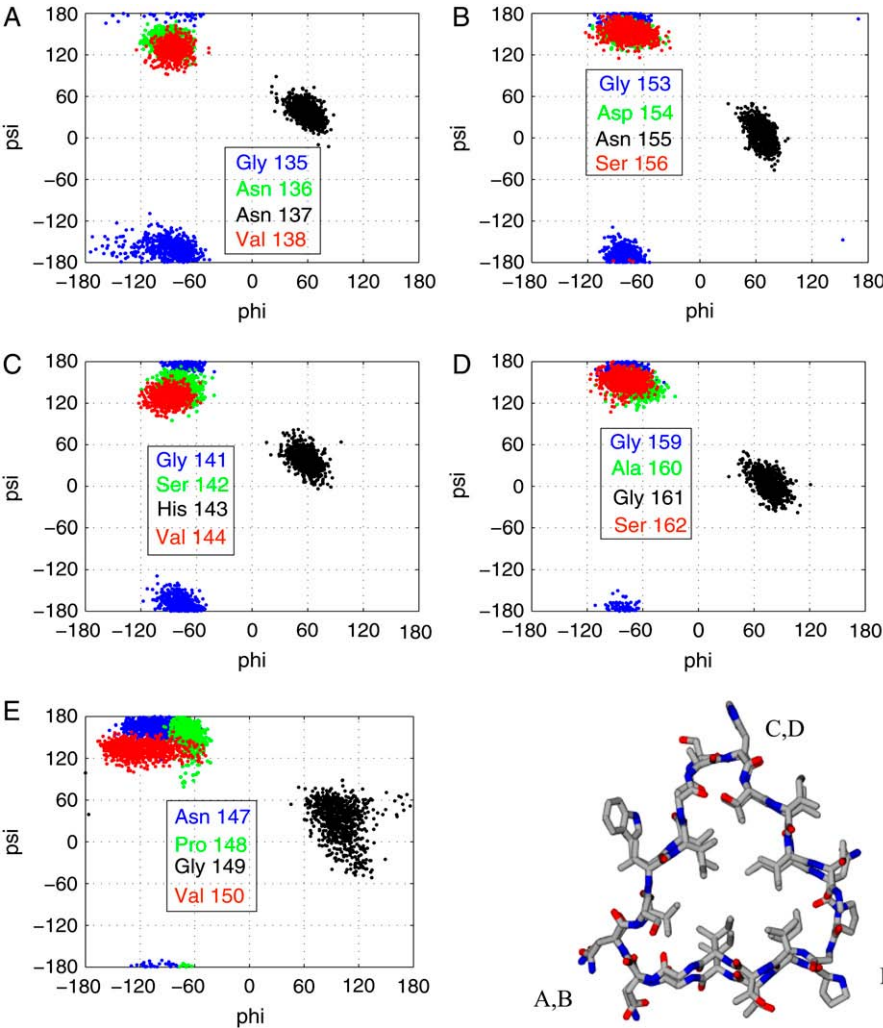 A
180
120
60
0
−60
−120
−180
psi
Gly 135
Asn 136
Asn 137
Val 138
−180 −120 −60 0 60 120 180
phi
B
180
120
60
0
−60
−120
−180
psi
Gly 153
Asp 154
Asn 155
Ser 156
−180 −120 −60 0 60 120 180
phi
C
180
120
60
0
−60
−120
−180
psi
Gly 141
Ser 142
His 143
Val 144
−180 −120 −60 0 60 120 180
phi
D
180
120
60
0
−60
−120
−180
psi
Gly 159
Ala 160
Gly 161
Ser 162
−180 −120 −60 0 60 120 180
phi
E
180
120
60
0
−60
−120
−180
psi
Asn 147
Pro 148
Gly 149
Val 150
−180 −120 −60 0 60 120 180
phi
C,D
A,B